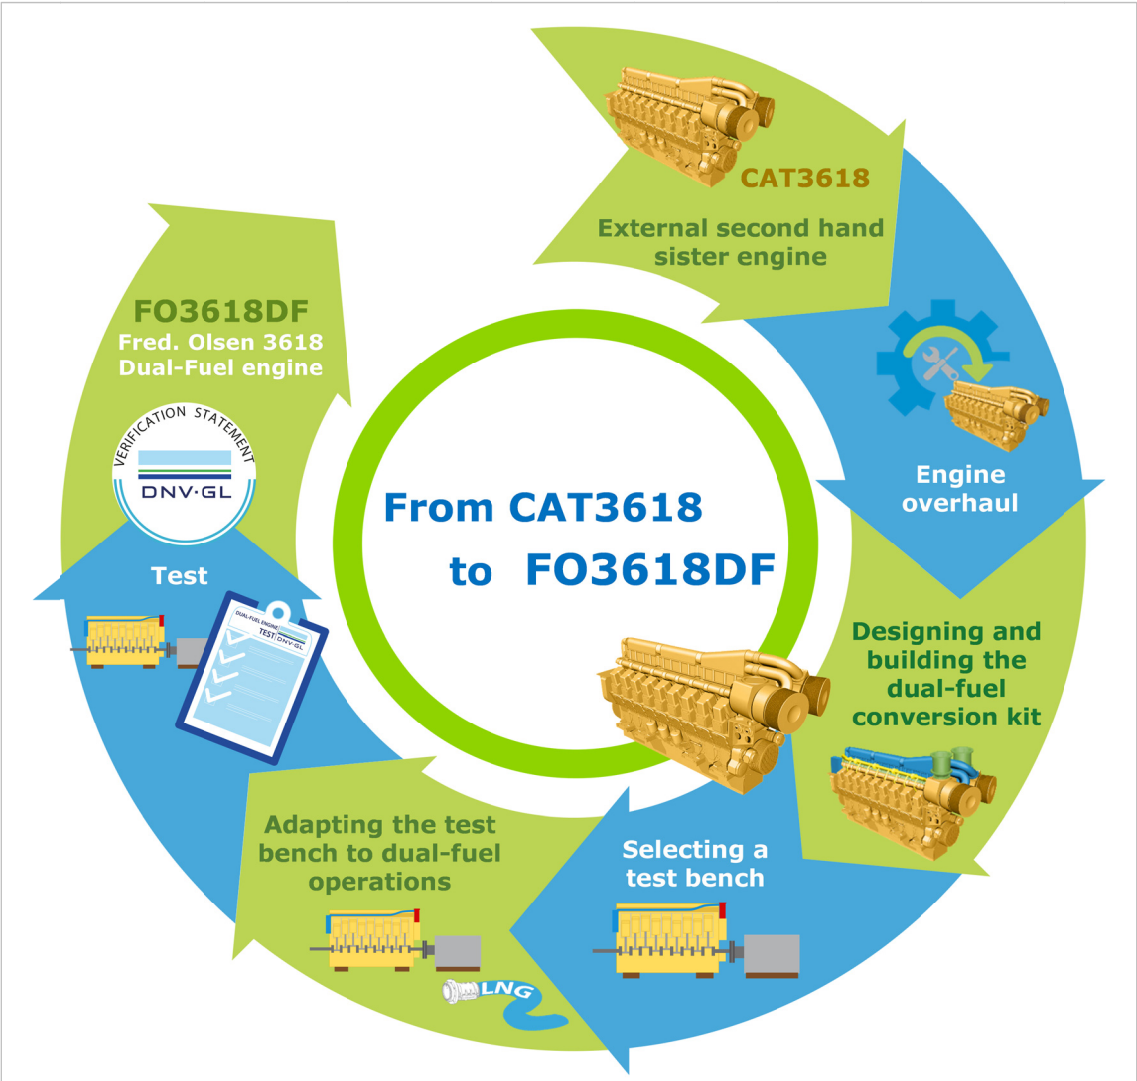 CAT3618
External second hand
sister engine
Engine
overhaul
Designing and
building the
dual-fuel
conversion kit
Selecting a
test bench
Adapting the test
bench to dual-fuel
operations
LNG
Test
DUAL-FUEL ENGINE
TEST DNV-GL
FO3618DF
Fred. Olsen 3618
Dual-Fuel engine
VERIFICATION STATEMENT
DNV·GL
From CAT3618
to FO3618DF